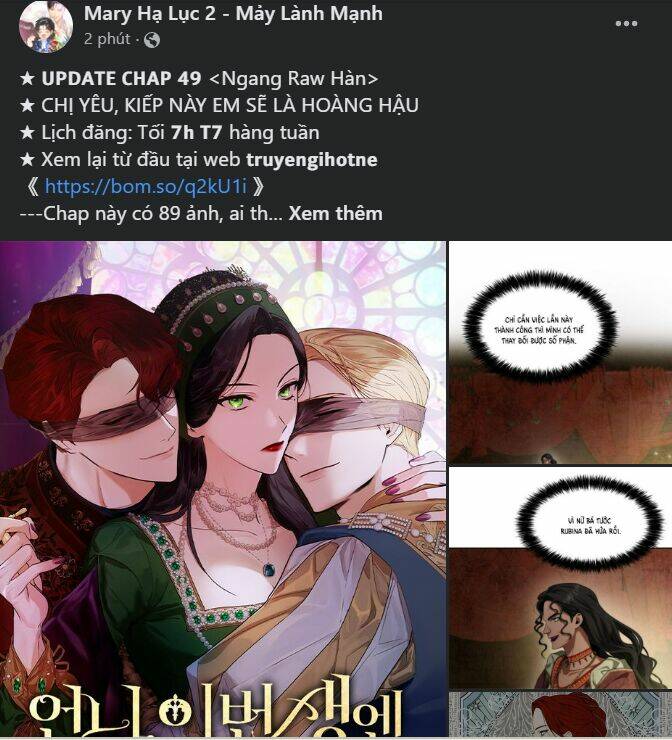 Mary Hạ Lục 2 - Mảy Lành Mạnh
2 phút ·
★ UPDATE CHAP 49 <Ngang Raw Hàn>
★ CHỊ YÊU, KIẾP NÀY EM SẼ LÀ HOÀNG HẬU
★ Lịch đăng: Tối 7h T7 hàng tuần
★ Xem lại từ đầu tại web truyengihotne
《 https://bom.so/q2kU1i 》
---Chap này có 89 ảnh, ai th... Xem thêm
CHỈ CẦN VIỆC LẦN NÀY
THÀNH CÔNG THÌ MÌNH CÓ THỂ
THAY ĐỔI ĐƯỢC SỐ PHẬN.
VÌ NỮ BÁ TƯỚC
RUBINA ĐÃ HỨA RỒI.
언니, 이번 생엔